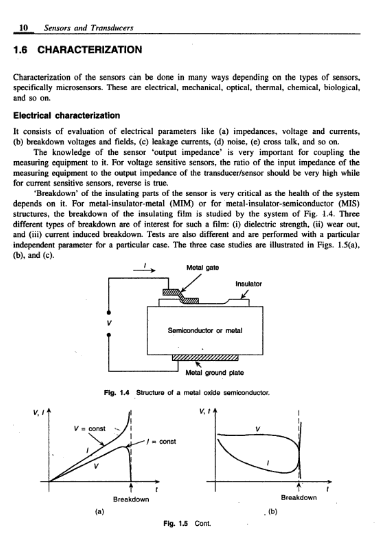 10 Sensors and Transducers
1.6 CHARACTERIZATION
Characterization of the sensors can be done in many ways depending on the types of sensors,
specifically microsensors. These are electrical, mechanical, optical, thermal, chemical, biological,
and so on.
Electrical characterization
It consists of evaluation of electrical parameters like (a) impedances, voltage and currents,
(b) breakdown voltages and fields, (c) leakage currents, (d) noise, (e) cross talk, and so on.
The knowledge of the sensor 'output impedance' is very important for coupling the
measuring equipment to it. For voltage sensitive sensors, the ratio of the input impedance of the
measuring equipment to the output impedance of the transducer/sensor should be very high while
for current sensitive sensors, reverse is true.
'Breakdown' of the insulating parts of the sensor is very critical as the health of the system
depends on it. For metal-insulator-metal (MIM) or for metal-insulator-semiconductor (MIS)
structures, the breakdown of the insulating film is studied by the system of Fig. 1.4. Three
different types of breakdown are of interest for such a film: (i) dielectric strength, (ii) wear out,
and (iii) current induced breakdown. Tests are also different and are performed with a particular
independent parameter for a particular case. The three case studies are illustrated in Figs. 1.5(a),
(b), and (c).
I
Metal gate
Insulator
V
Semiconductor or metal
Metal ground plate
Fig. 1.4 Structure of a metal oxide semiconductor.
V, I
V = const
I
I = const
V
t
Breakdown
(a)
V, I
V
I
t
Breakdown
(b)
Fig. 1.5 Cont.